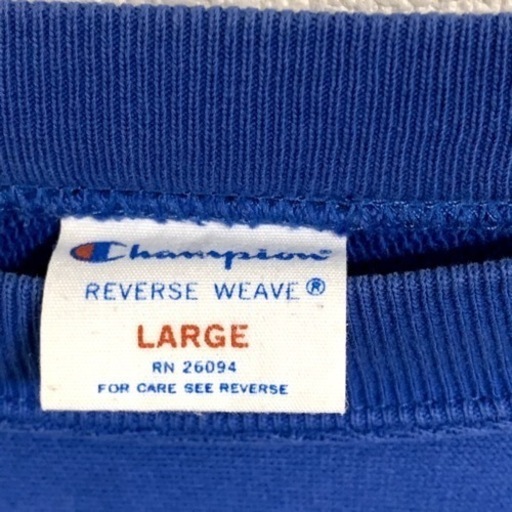 Champion
REVERSE WEAVE®
LARGE
RN 26094
FOR CARE SEE REVERSE